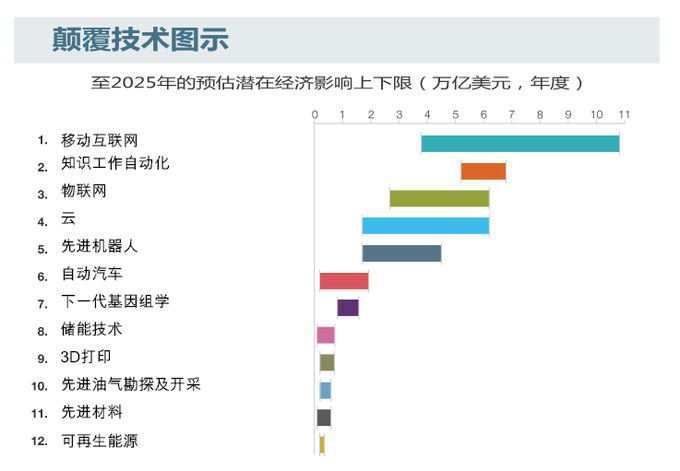 颠覆技术图示
至2025年的预估潜在经济影响上下限（万亿美元，年度）
0 1 2 3 4 5 6 7 8 9 10 11
1. 移动互联网
2. 知识工作自动化
3. 物联网
4. 云
5. 先进机器人
6. 自动汽车
7. 下一代基因组学
8. 储能技术
9. 3D打印
10. 先进油气勘探及开采
11. 先进材料
12. 可再生能源